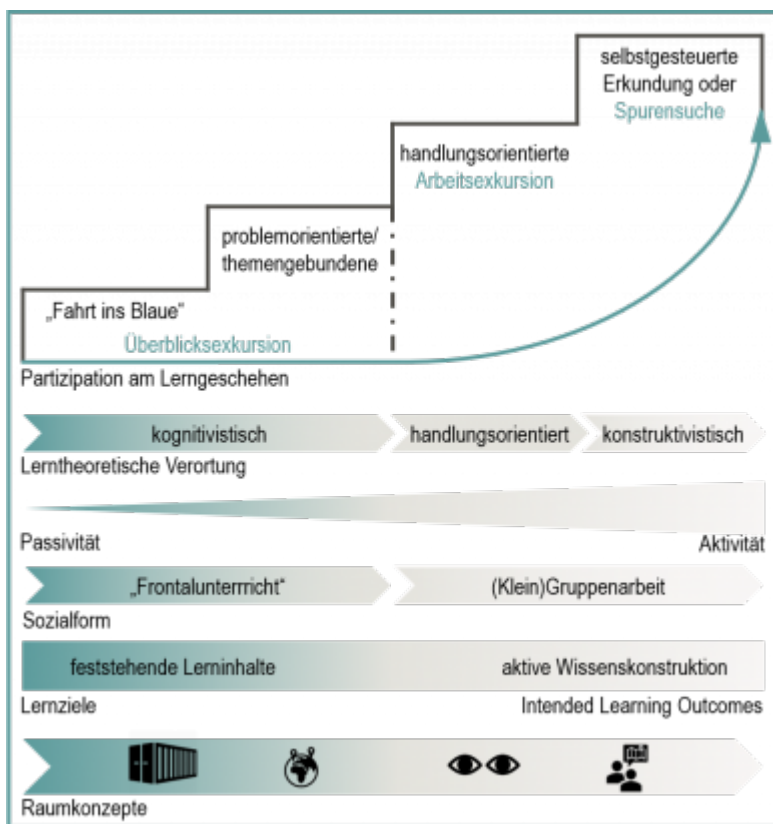 selbstgesteuerte
Erkundung oder
Spurensuche
handlungsorientierte
Arbeitsexkursion
problemorientierte/
themengebundene
„Fahrt ins Blaue“
Überblicksexkursion
Partizipation am Lerngeschehen
kognitivistisch handlungsorientiert konstruktivistisch
Lerntheoretische Verortung
Passivität Aktivität
„Frontalunterrricht“ (Klein)Gruppenarbeit
Sozialform
feststehende Lerninhalte aktive Wissenskonstruktion
Lernziele Intended Learning Outcomes
Raumkonzepte